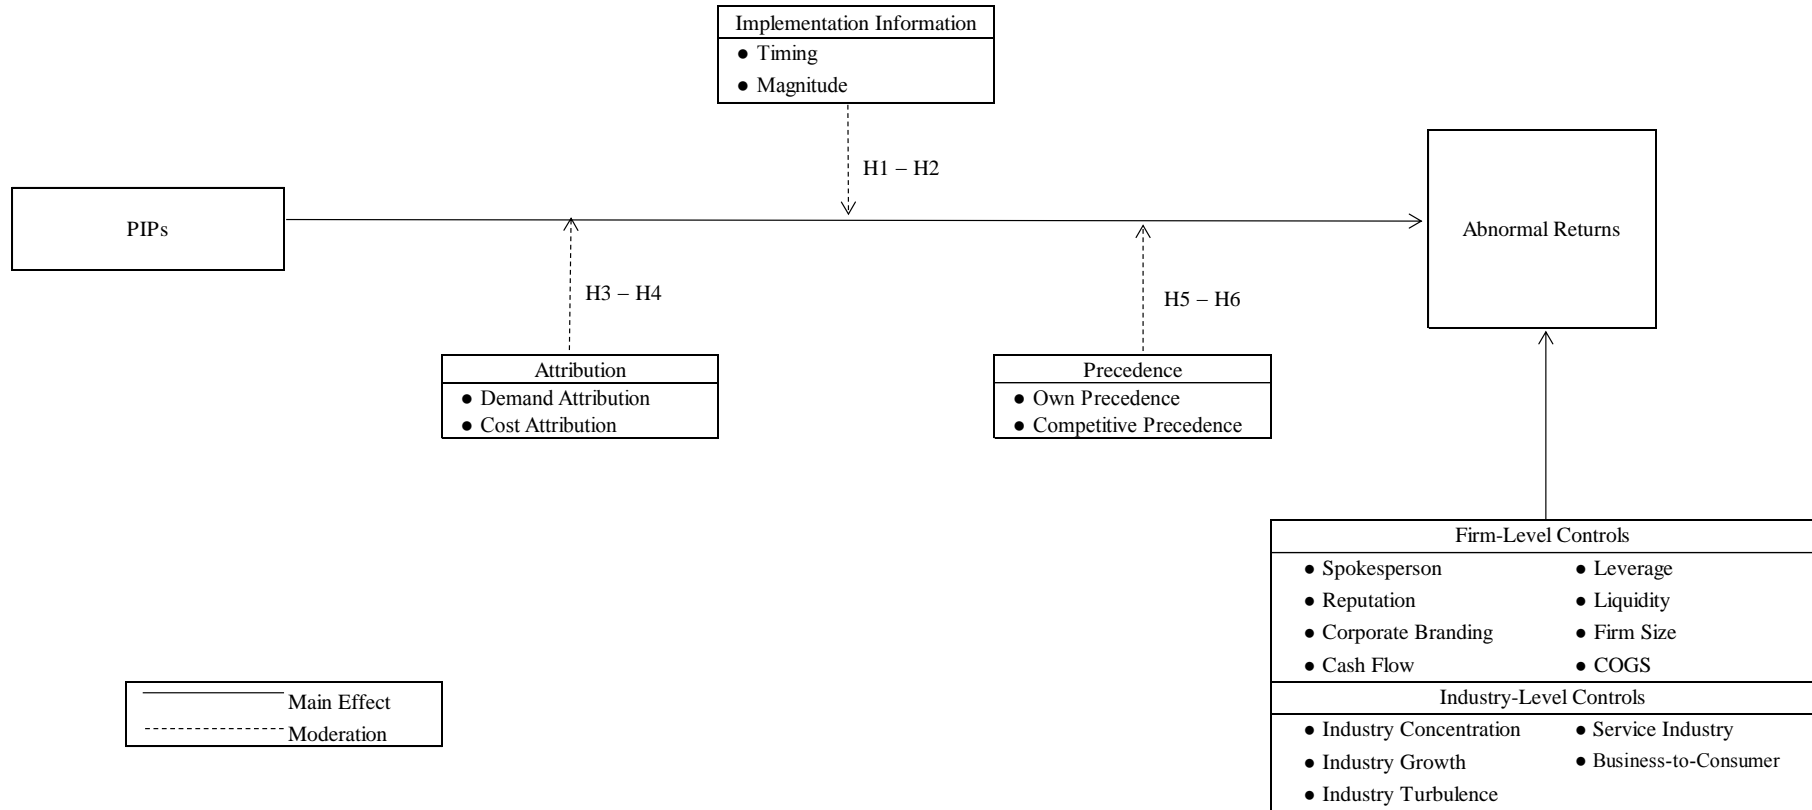 Implementation Information
● Timing
● Magnitude
H1 – H2
PIPs
Abnormal Returns
H3 – H4
H5 – H6
Attribution
● Demand Attribution
● Cost Attribution
Precedence
● Own Precedence
● Competitive Precedence
Firm-Level Controls
● Spokesperson
● Reputation
● Corporate Branding
● Cash Flow
● Leverage
● Liquidity
● Firm Size
● COGS
Industry-Level Controls
● Industry Concentration
● Industry Growth
● Industry Turbulence
● Service Industry
● Business-to-Consumer
Main Effect
Moderation